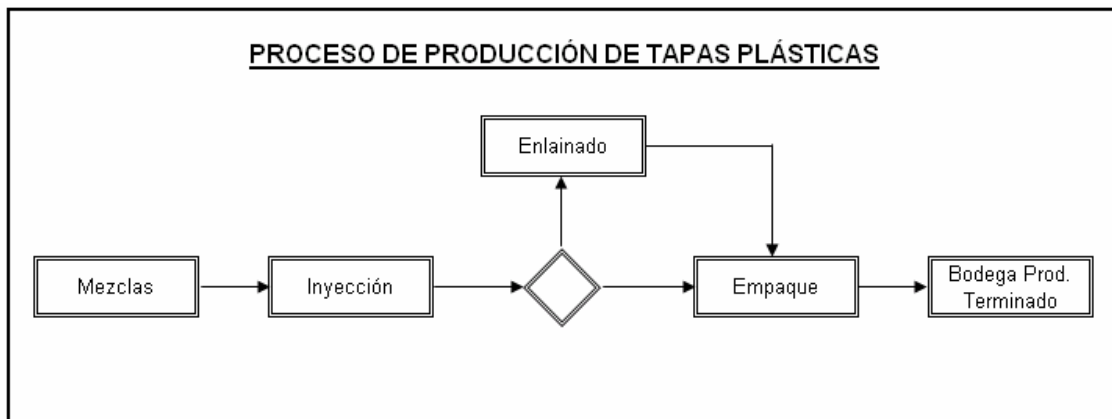 PROCESO DE PRODUCCIÓN DE TAPAS PLÁSTICAS
Enlainado
Mezclas
Inyección
Empaque
Bodega Prod.
Terminado